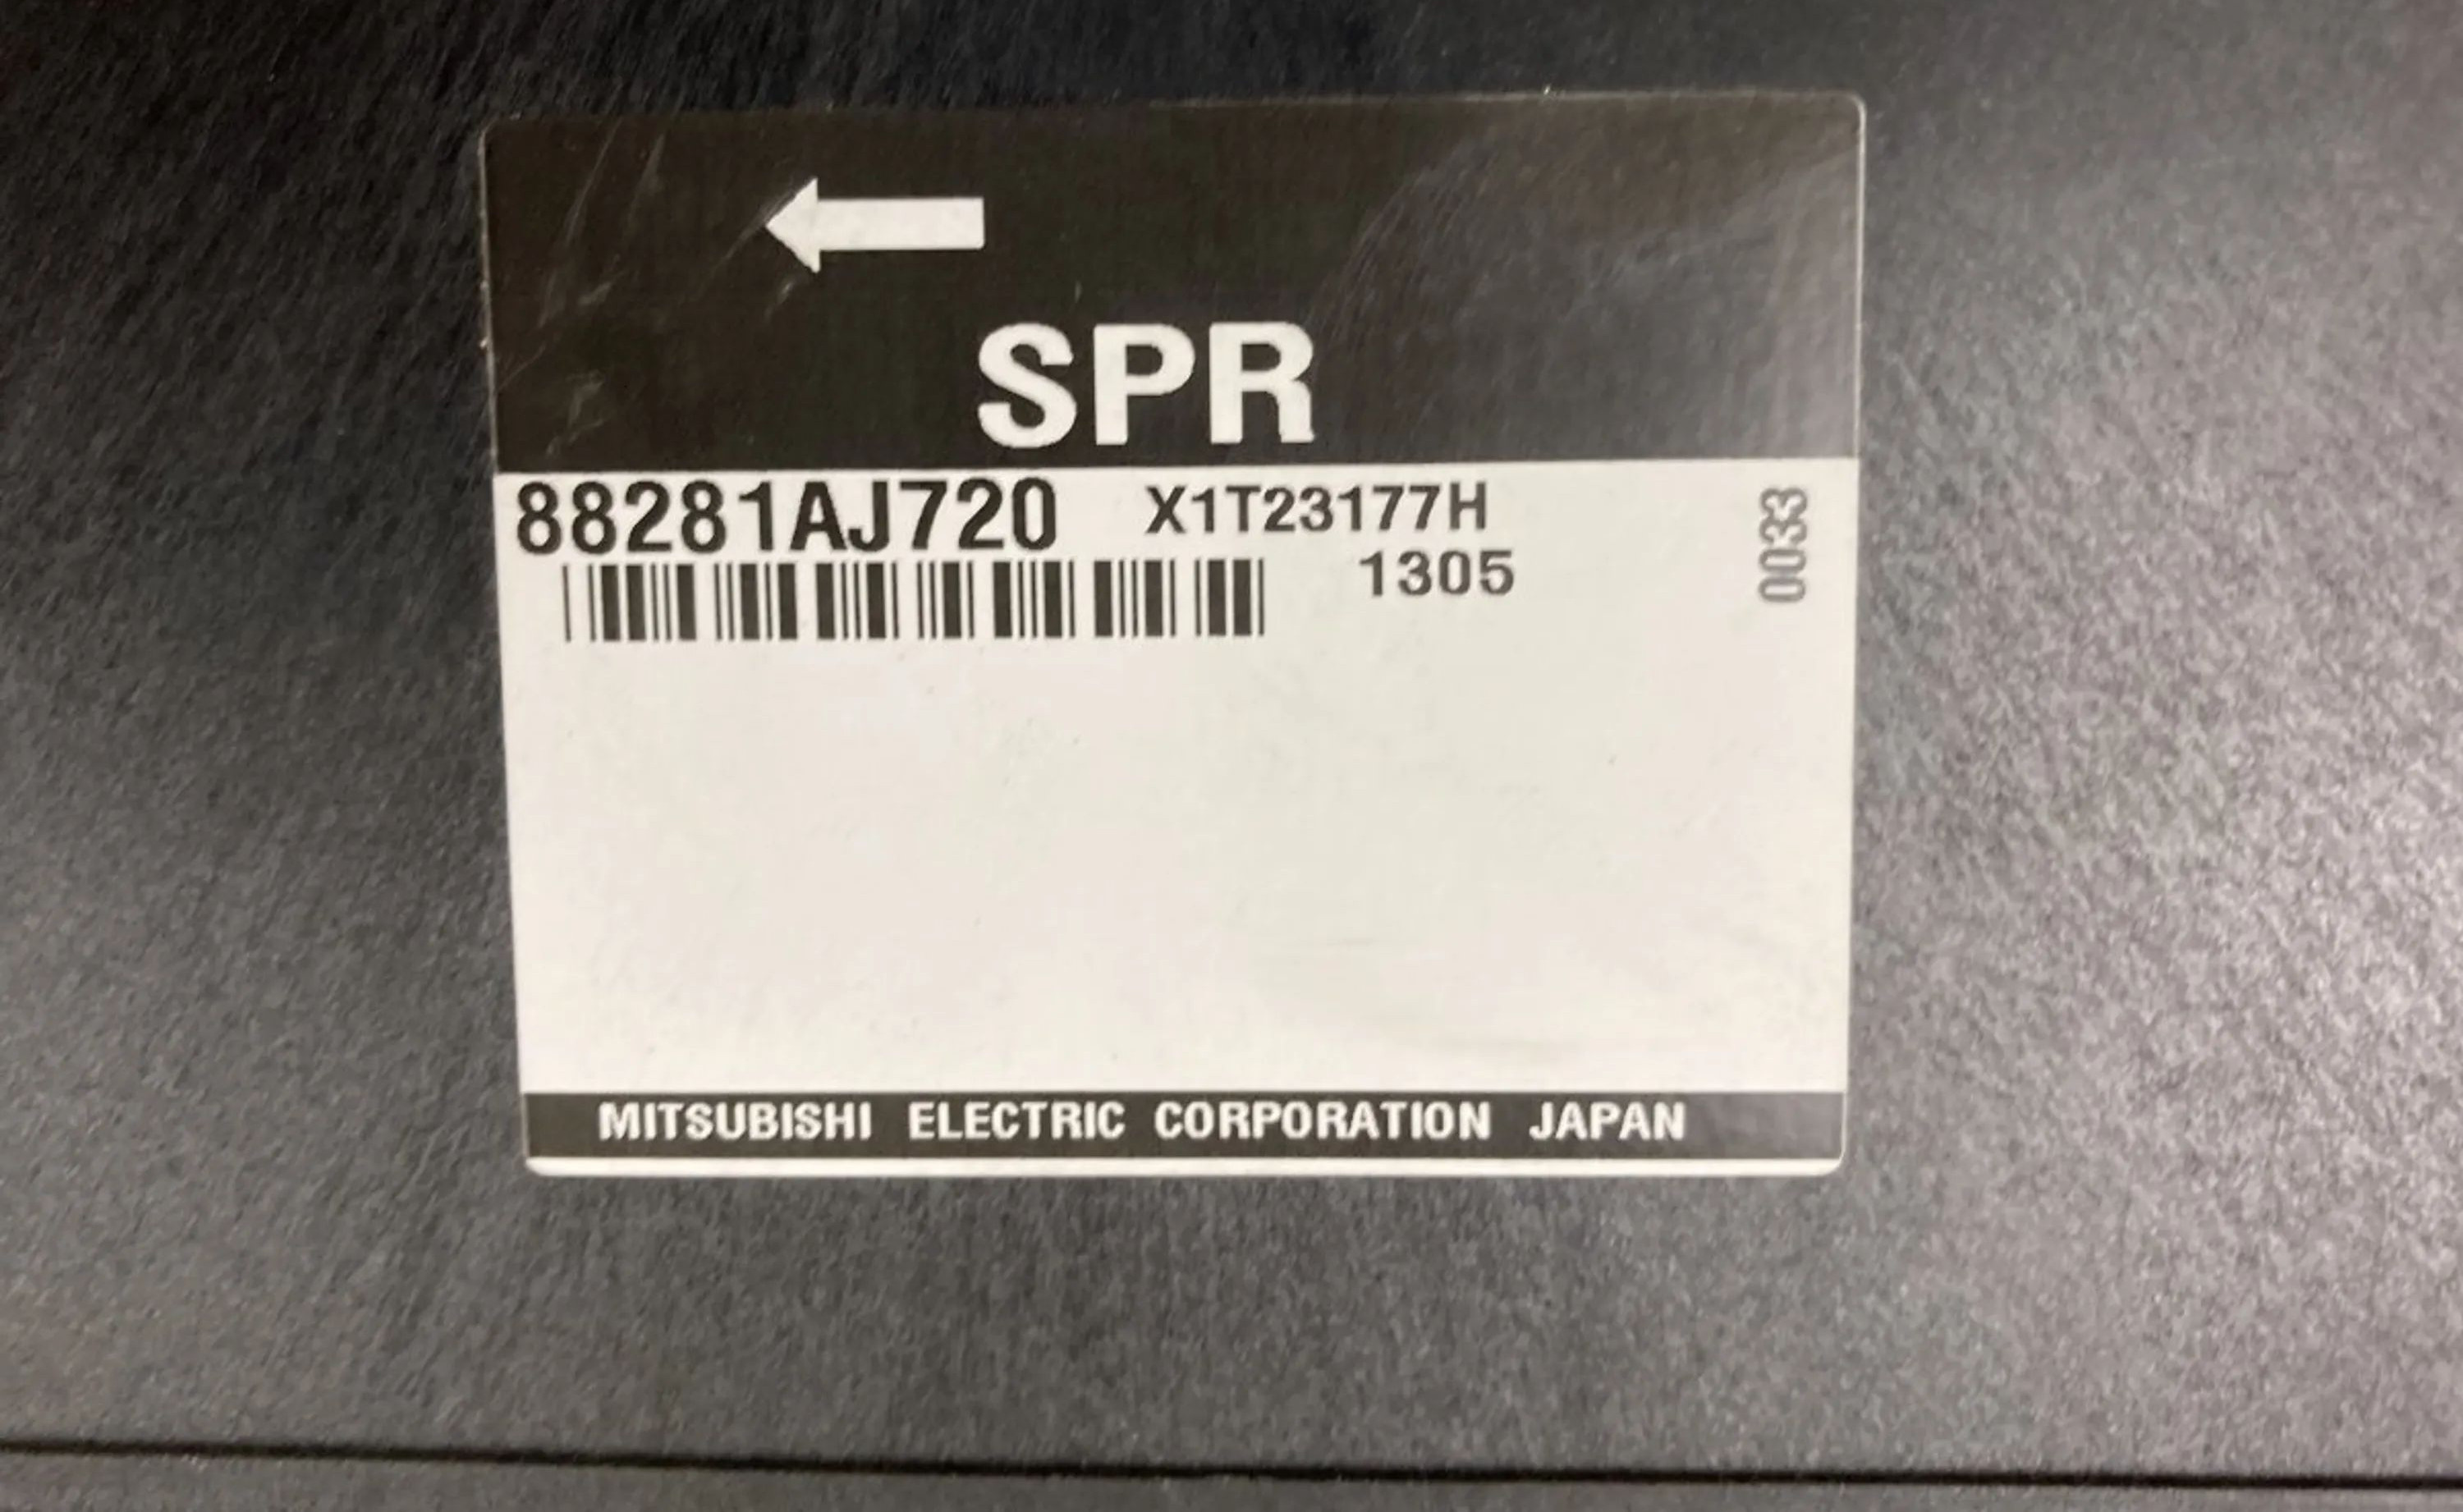 SPR
88281AJ720 X1T23177H
1305
0033
MITSUBISHI ELECTRIC CORPORATION JAPAN